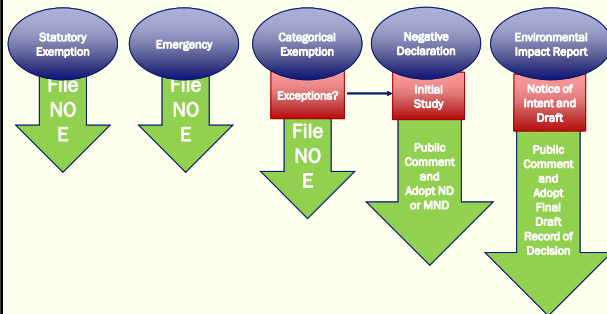 Statutory
Exemption
File
NO
E
Emergency
File
NO
E
Categorical
Exemption
Exceptions?
File
NO
E
Negative
Declaration
Initial
Study
Public
Comment
and
Adopt ND
or MND
Environmental
Impact Report
Notice of
Intent and
Draft
Public
Comment
and
Adopt
Final
Draft
Record of
Decision